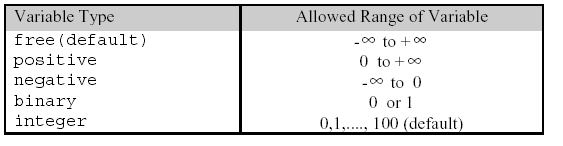 Variable Type Allowed Range of Variable
free(default) -∞ to +∞
positive 0 to +∞
negative -∞ to 0
binary 0 or 1
integer 0,1,...., 100 (default)